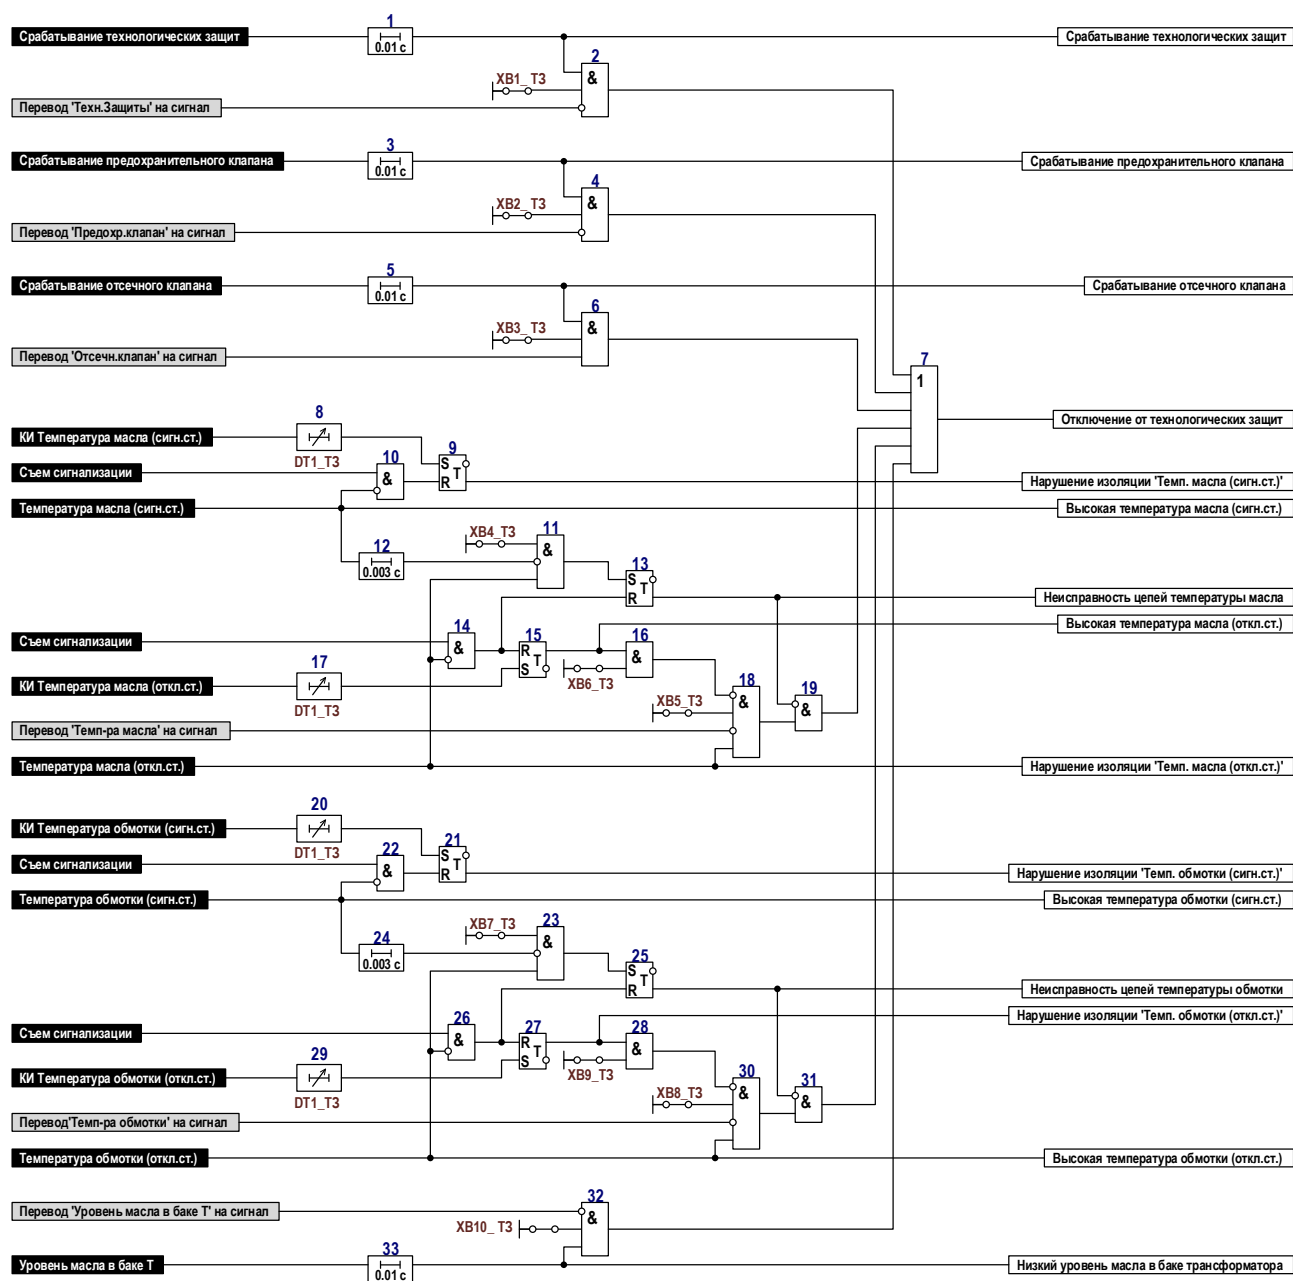 1
Срабатывание технологических защит
0.01 с
Срабатывание технологических защит
2
&
XB1_ T3
Перевод 'Техн.Защиты' на сигнал
3
Срабатывание предохранительного клапана
0.01 с
Срабатывание предохранительного клапана
4
&
XB2_ T3
Перевод 'Предохр.клапан' на сигнал
5
Срабатывание отсечного клапана
0.01 с
Срабатывание отсечного клапана
6
&
XB3_ T3
Перевод 'Отсечн.клапан' на сигнал
7
1
Отключение от технологических защит
8
КИ Температура масла (сигн.ст.)
DT1_T3
9
S T
R
10
&
Съем сигнализации
Нарушение изоляции 'Темп. масла (сигн.ст.)'
Температура масла (сигн.ст.)
Высокая температура масла (сигн.ст.)
XB4_T3
11
&
12
0.003 с
13
S T
R
Неисправность цепей температуры масла
Высокая температура масла (откл.ст.)
14
&
Съем сигнализации
15
R T
S
16
&
XB6_T3
17
КИ Температура масла (откл.ст.)
DT1_T3
18
&
XB5_T3
19
&
Перевод 'Темп-ра масла' на сигнал
Температура масла (откл.ст.)
Нарушение изоляции 'Темп. масла (откл.ст.)'
20
КИ Температура обмотки (сигн.ст.)
DT1_T3
21
S T
R
22
&
Съем сигнализации
Нарушение изоляции 'Темп. обмотки (сигн.ст.)'
Температура обмотки (сигн.ст.)
Высокая температура обмотки (сигн.ст.)
XB7_T3
23
&
24
0.003 с
25
S T
R
Неисправность цепей температуры обмотки
Нарушение изоляции 'Темп. обмотки (откл.ст.)'
26
&
Съем сигнализации
27
R T
S
28
&
XB9_T3
29
КИ Температура обмотки (откл.ст.)
DT1_T3
30
&
XB8_T3
31
&
Перевод'Темп-ра обмотки' на сигнал
Температура обмотки (откл.ст.)
Высокая температура обмотки (откл.ст.)
32
&
Перевод 'Уровень масла в баке Т' на сигнал
XB10_ T3
33
Уровень масла в баке Т
0.01 с
Низкий уровень масла в баке трансформатора